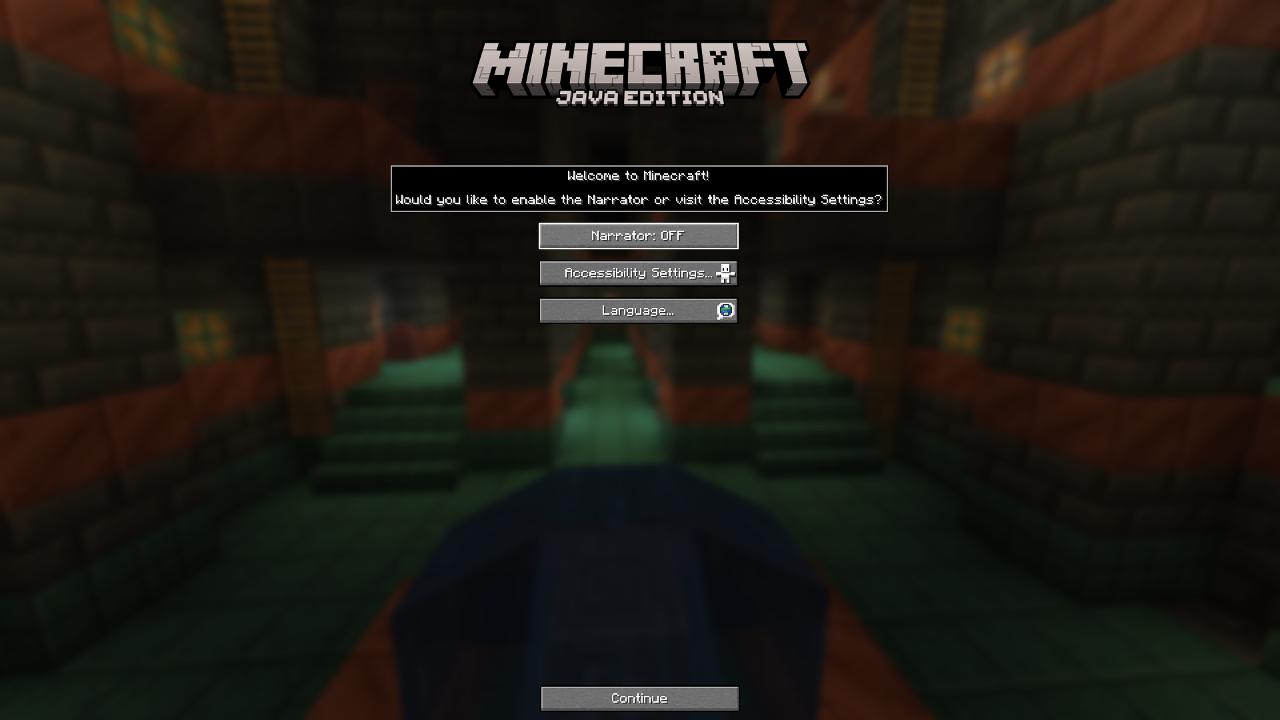 MINECRAFT
JAVA EDITION
Welcome to Minecraft!
Would you like to enable the Narrator or visit the Accessibility Settings?
Narrator: OFF
Accessibility Settings...
Language...
Continue